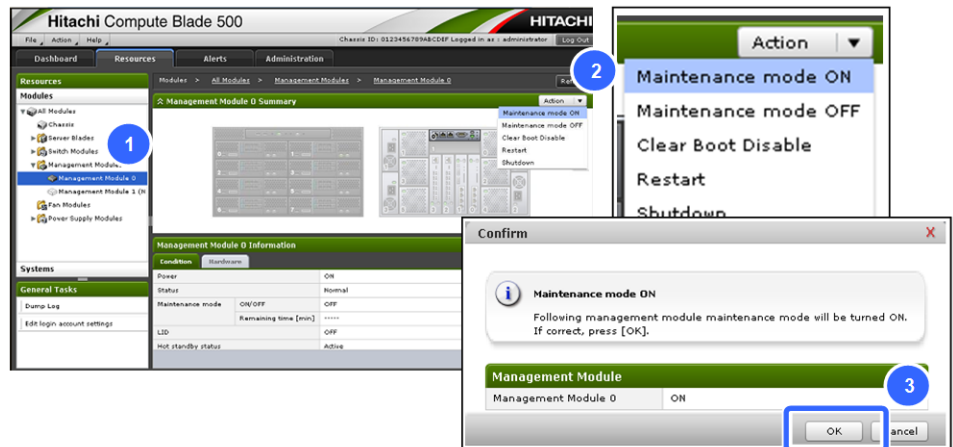 Hitachi Compute Blade 500
HITACHI
File Action Help
Chassis ID: 0123456789ABCDEF Logged in as : administrator Log Out
Dashboard Resources Alerts Administration
Resources
Modules > All Modules > Management Modules > Management Module 0
Modules
All Modules
Chassis
Server Blades
Switch Modules
Management Modules
Management Module 0
Management Module 1
Fan Modules
Power Supply Modules
Systems
General Tasks
Dump Log
Edit login account settings
1
Management Module 0 Summary
Action
Maintenance mode ON
Maintenance mode OFF
Clear Boot Disable
Restart
Shutdown
Management Module 0 Information
Condition Hardware
Power ON
Status Normal
Maintenance mode ON/OFF OFF
Remaining time [min] -----
LID OFF
Hot standby status Active
2
Action
Maintenance mode ON
Maintenance mode OFF
Clear Boot Disable
Restart
Shutdown
Confirm X
Maintenance mode ON
Following management module maintenance mode will be turned ON.
If correct, press [OK].
Management Module
3
Management Module 0 ON
OK ancel